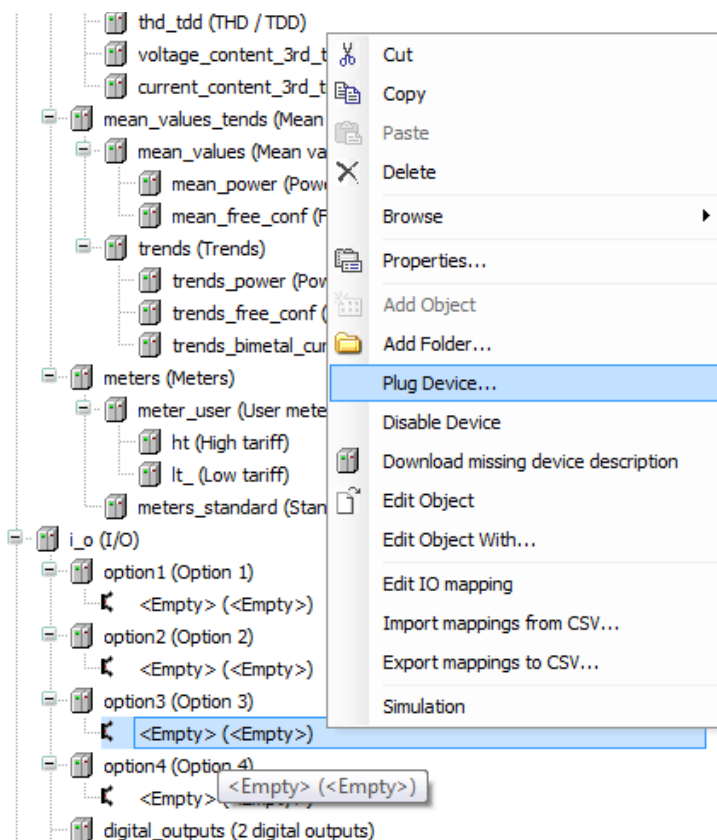 thd_tdd (THD / TDD)
voltage_content_3rd_t
current_content_3rd_t
mean_values_tends (Mean
mean_values (Mean va
mean_power (Pow
mean_free_conf (F
trends (Trends)
trends_power (Pow
trends_free_conf (
trends_bimetal_cur
meters (Meters)
meter_user (User mete
ht (High tariff)
lt_ (Low tariff)
meters_standard (Stan
i_o (I/O)
option1 (Option 1)
<Empty> (<Empty>)
option2 (Option 2)
<Empty> (<Empty>)
option3 (Option 3)
<Empty> (<Empty>)
option4 (Option 4)
<Empty> (<Empty>)
digital_outputs (2 digital outputs)
Cut
Copy
Paste
Delete
Browse
Properties...
Add Object
Add Folder...
Plug Device...
Disable Device
Download missing device description
Edit Object
Edit Object With...
Edit IO mapping
Import mappings from CSV...
Export mappings to CSV...
Simulation
<Empty> (<Empty>)